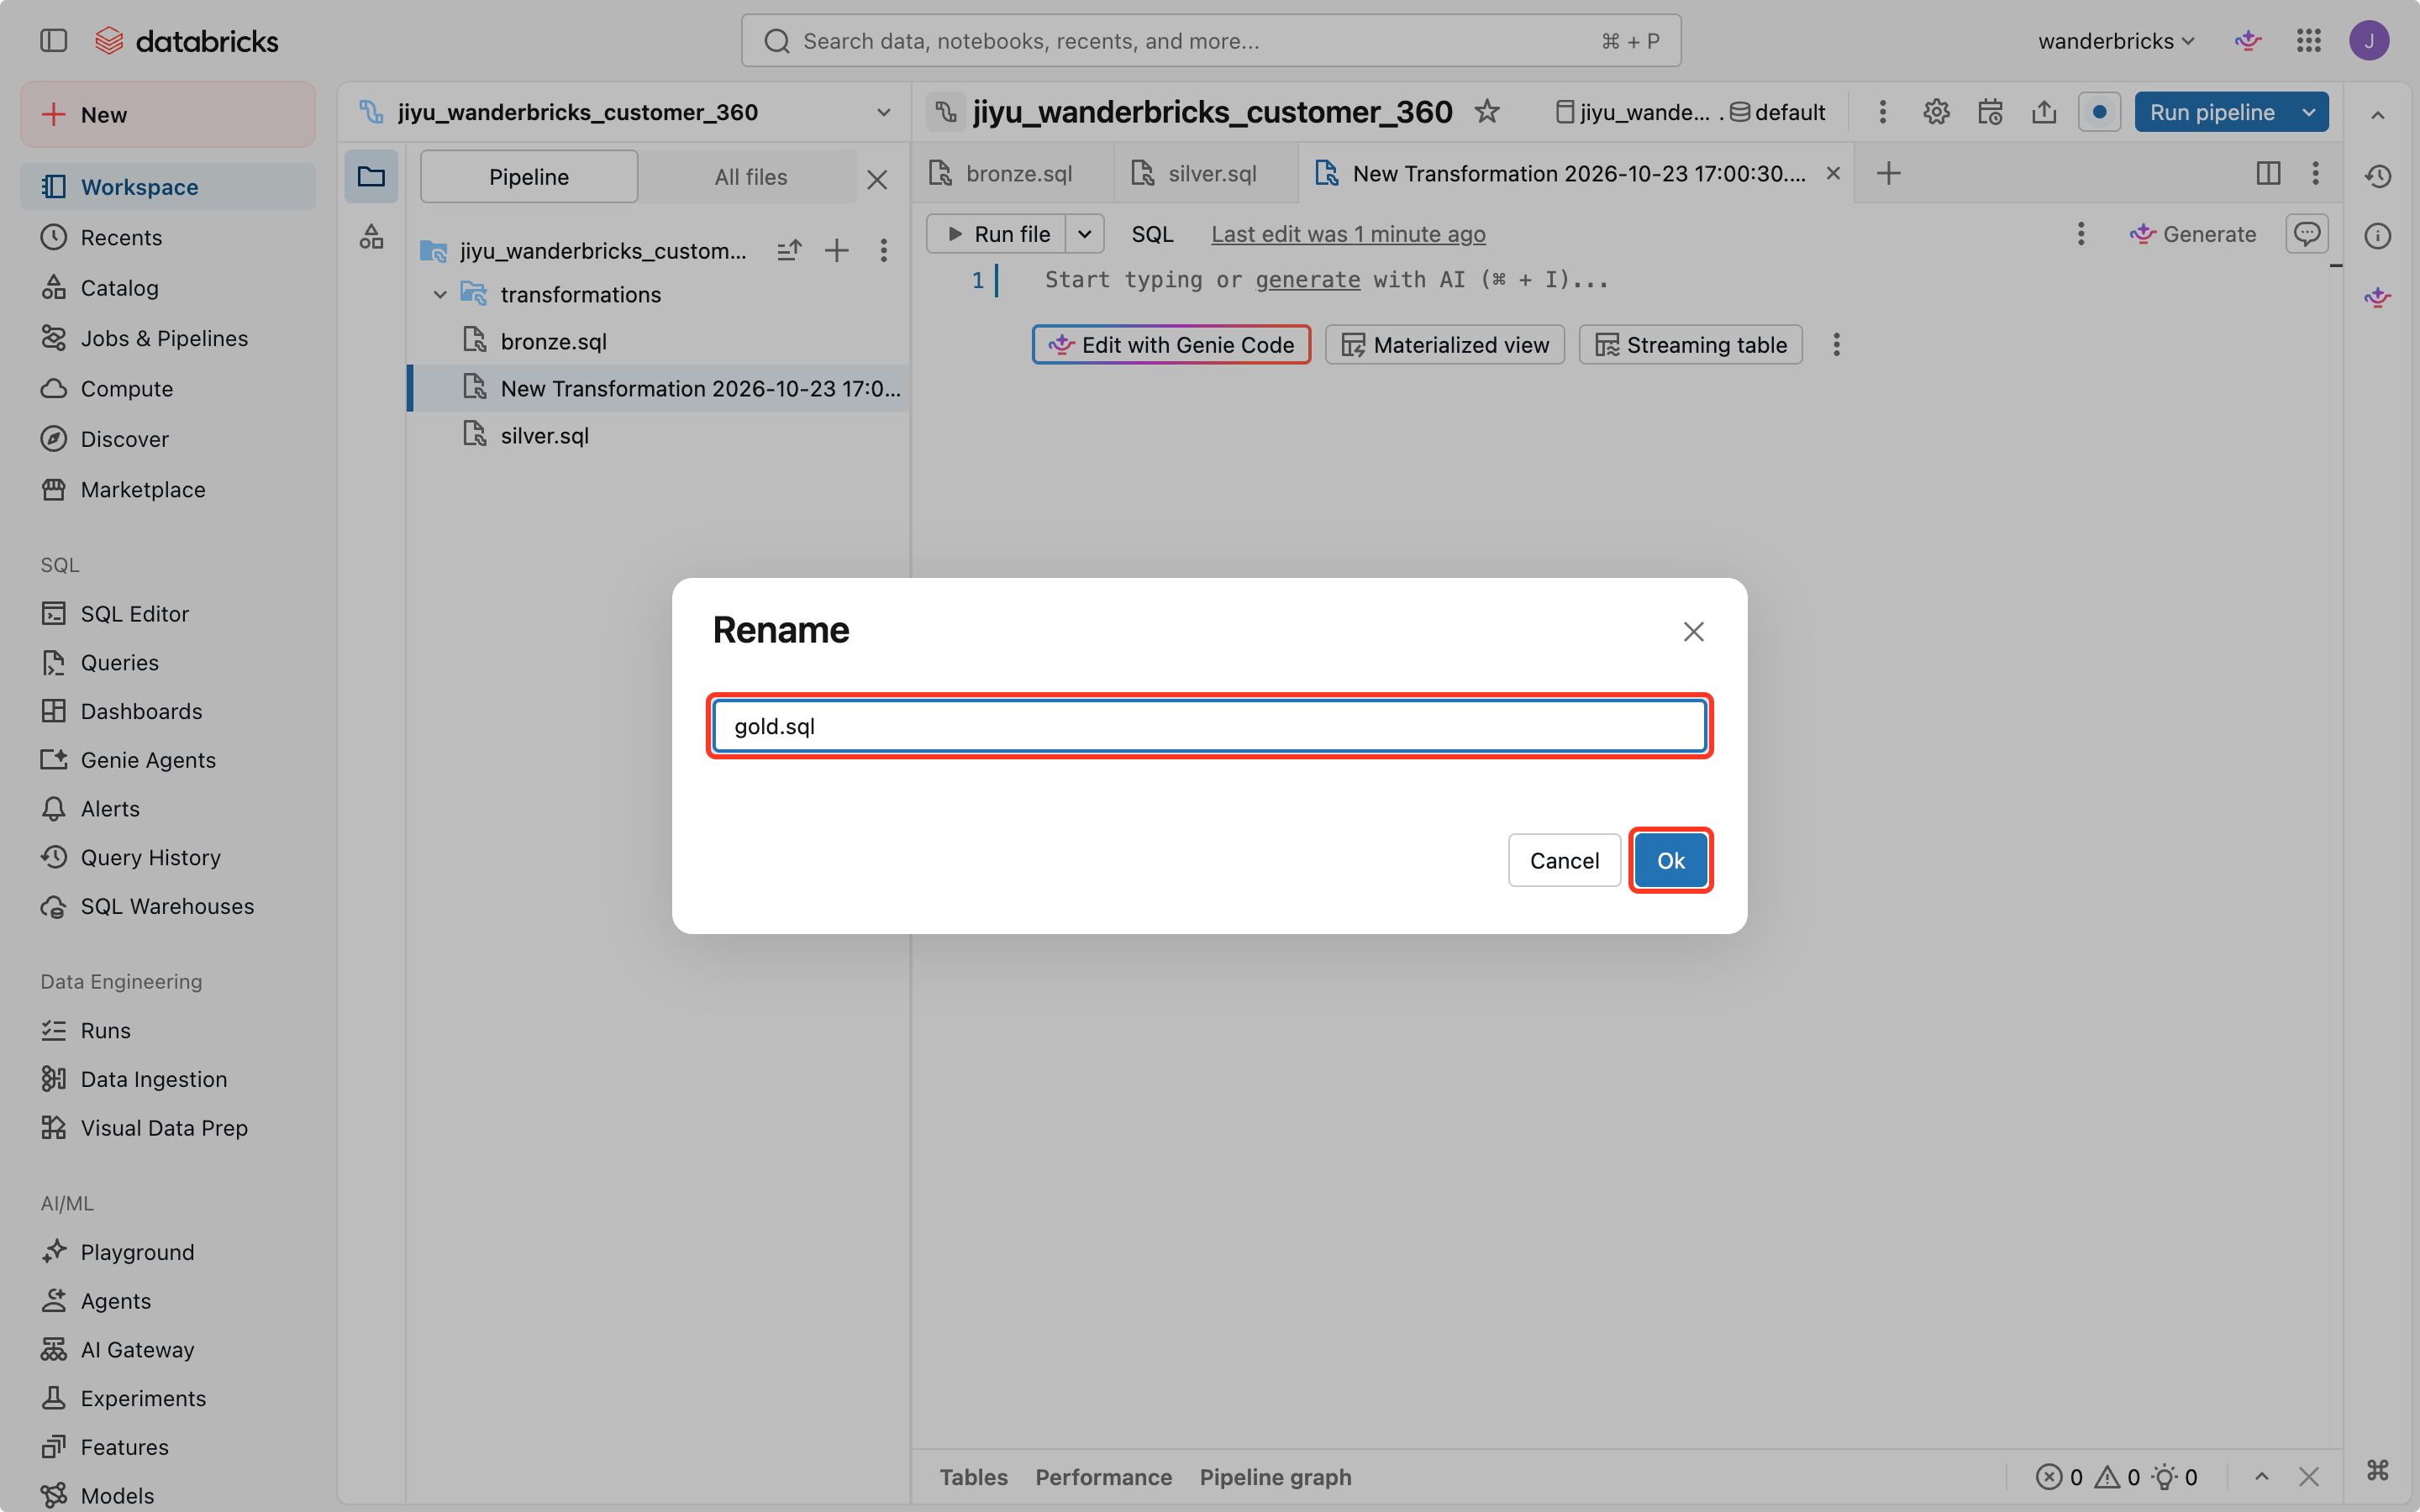 databricks
Search data, notebooks, recents, and more...
⌘ + P
wanderbricks
J
New
Workspace
Recents
Catalog
Jobs & Pipelines
Compute
Discover
Marketplace
SQL
SQL Editor
Queries
Dashboards
Genie Agents
Alerts
Query History
SQL Warehouses
Data Engineering
Runs
Data Ingestion
Visual Data Prep
AI/ML
Playground
Agents
AI Gateway
Experiments
Features
Models
jiyu_wanderbricks_customer_360
Pipeline
All files
jiyu_wanderbricks_custom...
transformations
bronze.sql
New Transformation 2026-10-23 17:0...
silver.sql
jiyu_wanderbricks_customer_360
jiyu_wande... . default
Run pipeline
bronze.sql
silver.sql
New Transformation 2026-10-23 17:00:30....
Run file
SQL
Last edit was 1 minute ago
Generate
1
Start typing or generate with AI (⌘ + I)...
Edit with Genie Code
Materialized view
Streaming table
Rename
gold.sql
Cancel
Ok
Tables
Performance
Pipeline graph
0
0
0